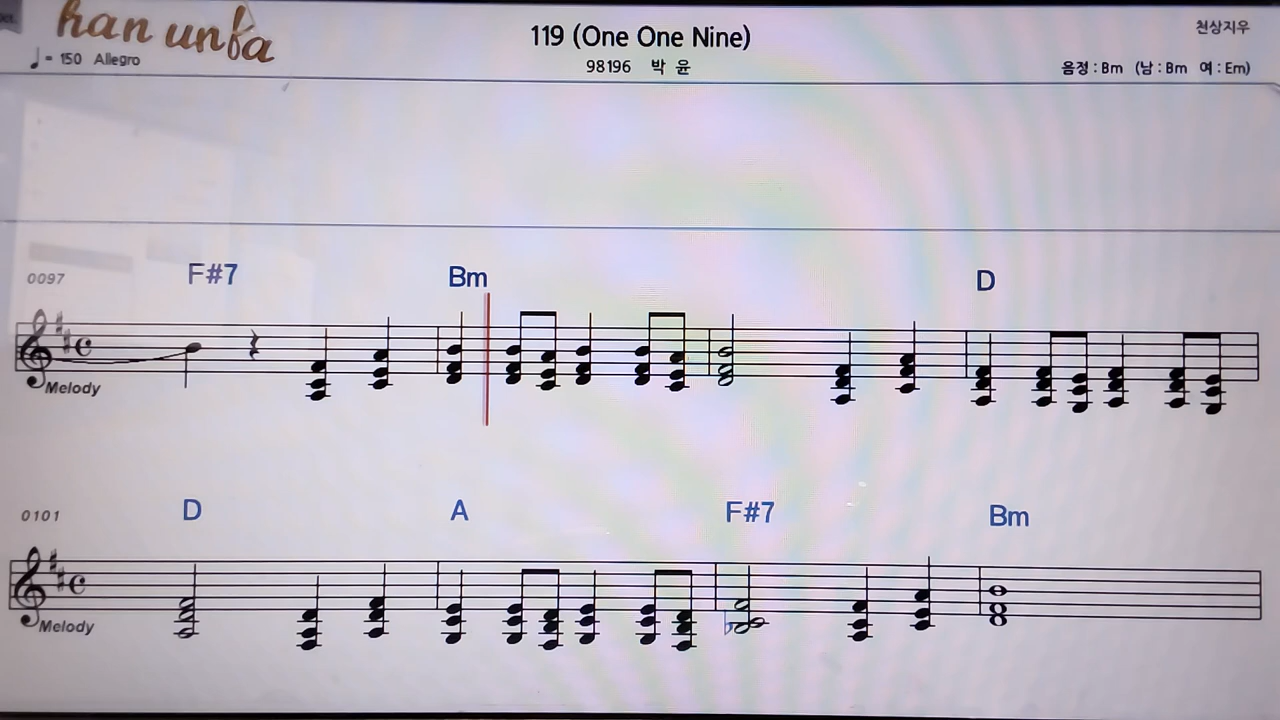 han unfa
119 (One One Nine)
천상지우
♩= 150 Allegro
98196 박 윤
음정 : Bm (남 : Bm 여 : Em)
0097 F#7 Bm D
Melody
0101 D A F#7 Bm
Melody